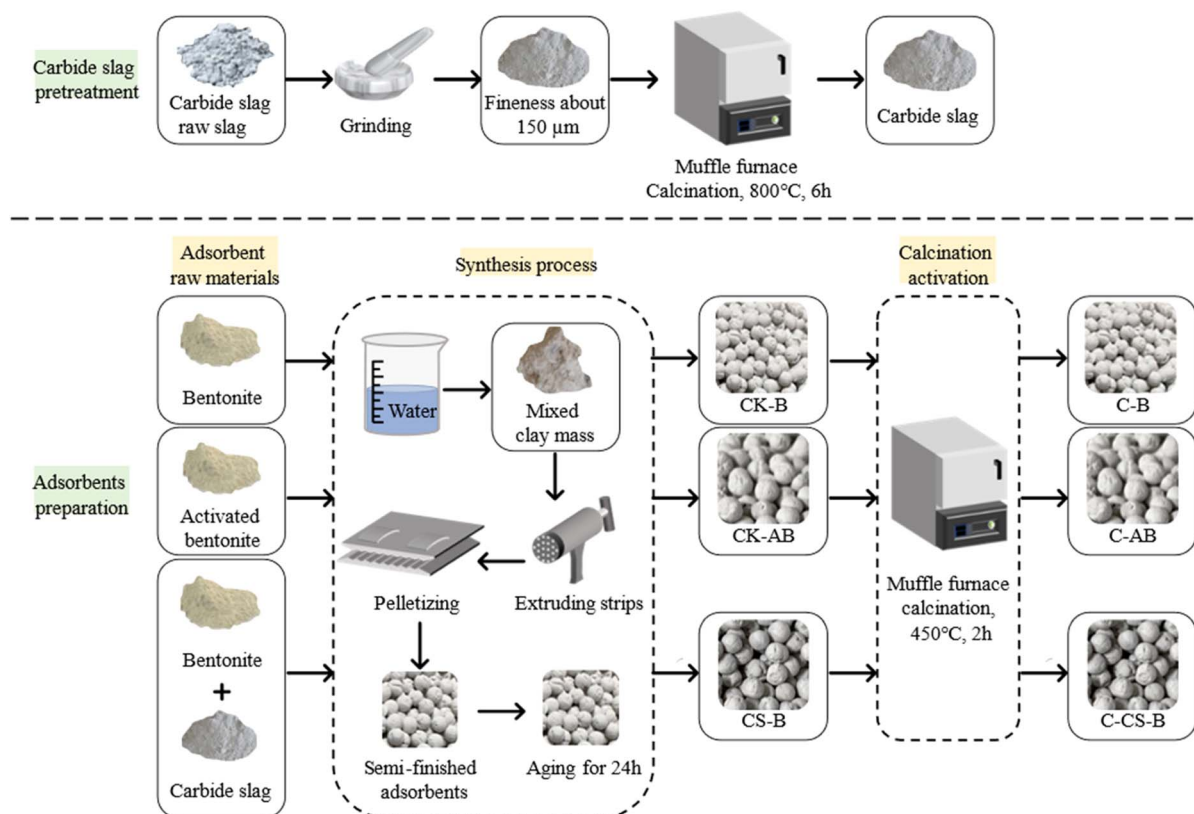 Carbide slag
pretreatment
Carbide slag
raw slag
Grinding
Fineness about
150 µm
Muffle furnace
Calcination, 800℃, 6h
Carbide slag
Adsorbent
raw materials
Synthesis process
Calcination
activation
Adsorbents
preparation
Bentonite
Activated
bentonite
Bentonite
+
Carbide slag
Water
Mixed
clay mass
Pelletizing
Extruding strips
Semi-finished
adsorbents
Aging for 24h
CK-B
CK-AB
CS-B
Muffle furnace
calcination,
450℃, 2h
C-B
C-AB
C-CS-B